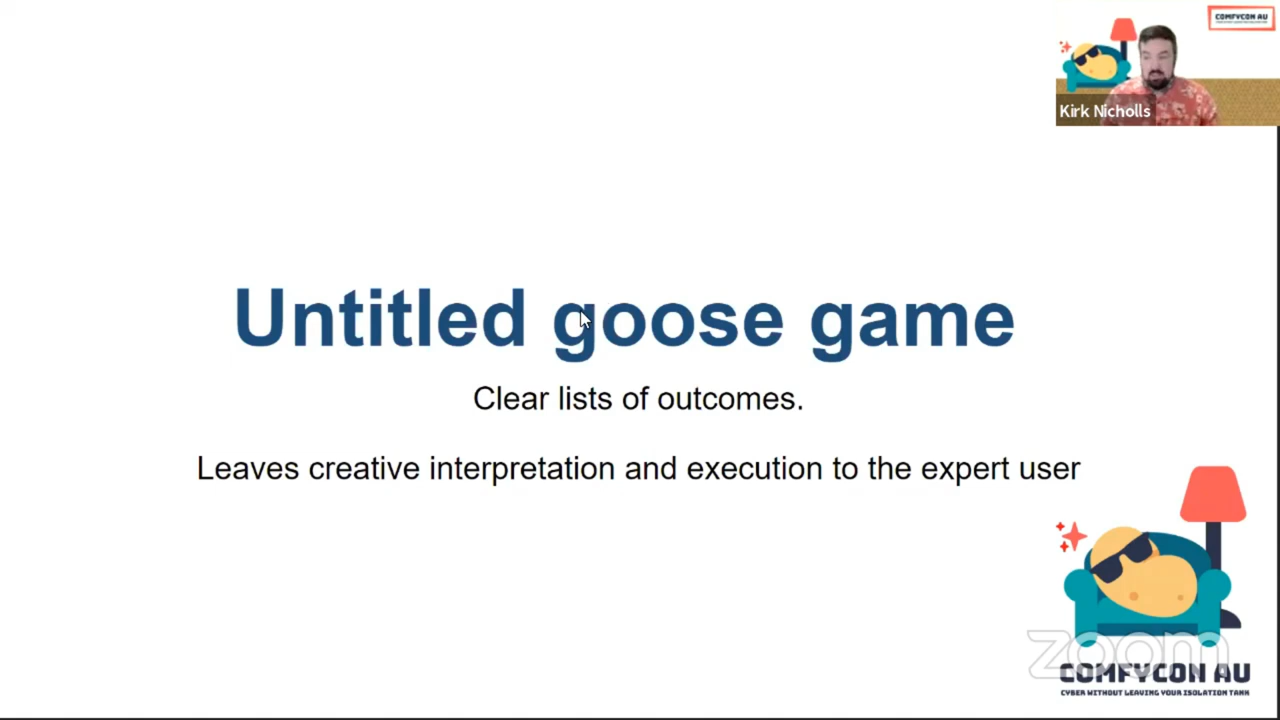 COMFYCON AU
Kirk Nicholls
Untitled goose game
Clear lists of outcomes.
Leaves creative interpretation and execution to the expert user
zoom
COMFYCON AU
CYBER WITHOUT LEAVING YOUR ISOLATION TANK